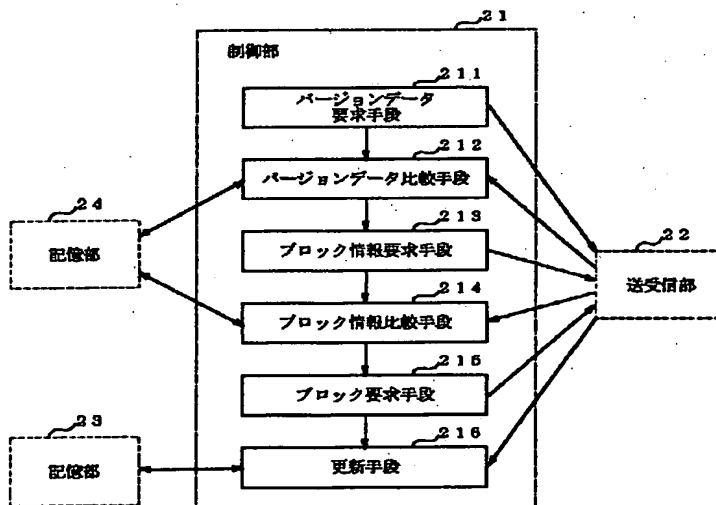 21
制御部
211
バージョンデータ
要求手段
212
バージョンデータ比較手段
24
記憶部
213
ブロック情報要求手段
22
送受信部
214
ブロック情報比較手段
215
ブロック要求手段
23
記憶部
216
更新手段